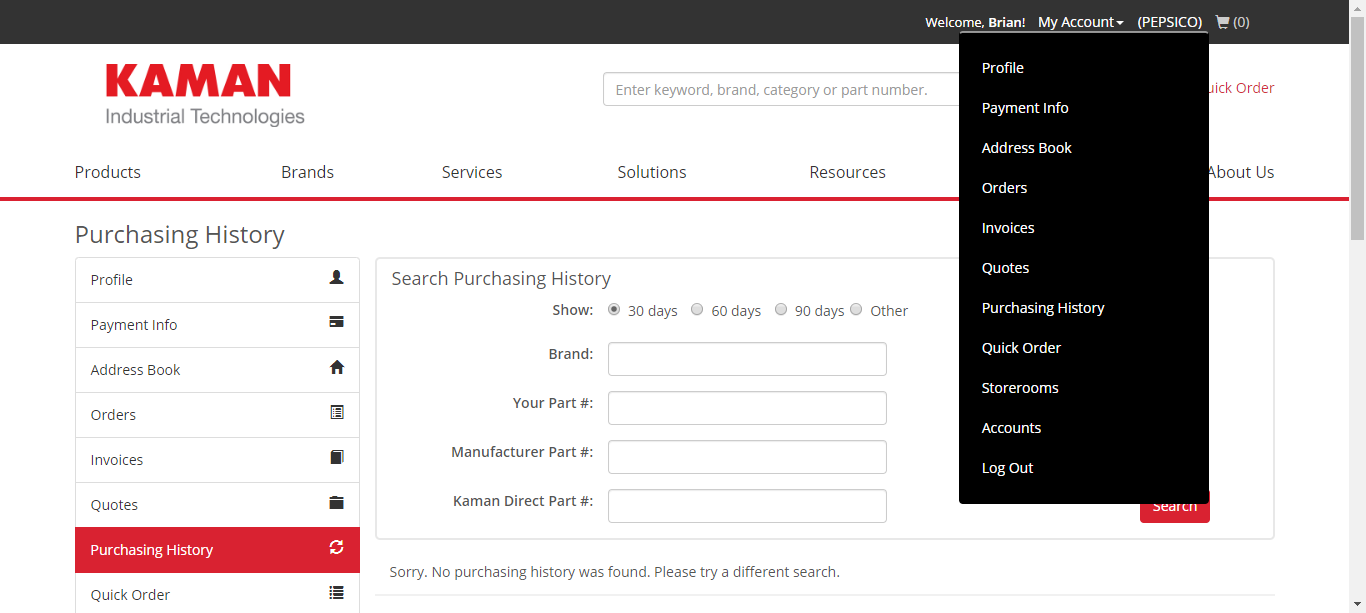 Welcome, Brian! My Account (PEPSICO) (0)
KAMAN
Industrial Technologies
Enter keyword, brand, category or part number.
uick Order
Products Brands Services Solutions Resources About Us
Profile
Payment Info
Address Book
Orders
Invoices
Quotes
Purchasing History
Quick Order
Storerooms
Accounts
Log Out
Purchasing History
Profile
Payment Info
Address Book
Orders
Invoices
Quotes
Purchasing History
Quick Order
Search Purchasing History
Show: 30 days 60 days 90 days Other
Brand:
Your Part #:
Manufacturer Part #:
Kaman Direct Part #:
Search
Sorry. No purchasing history was found. Please try a different search.